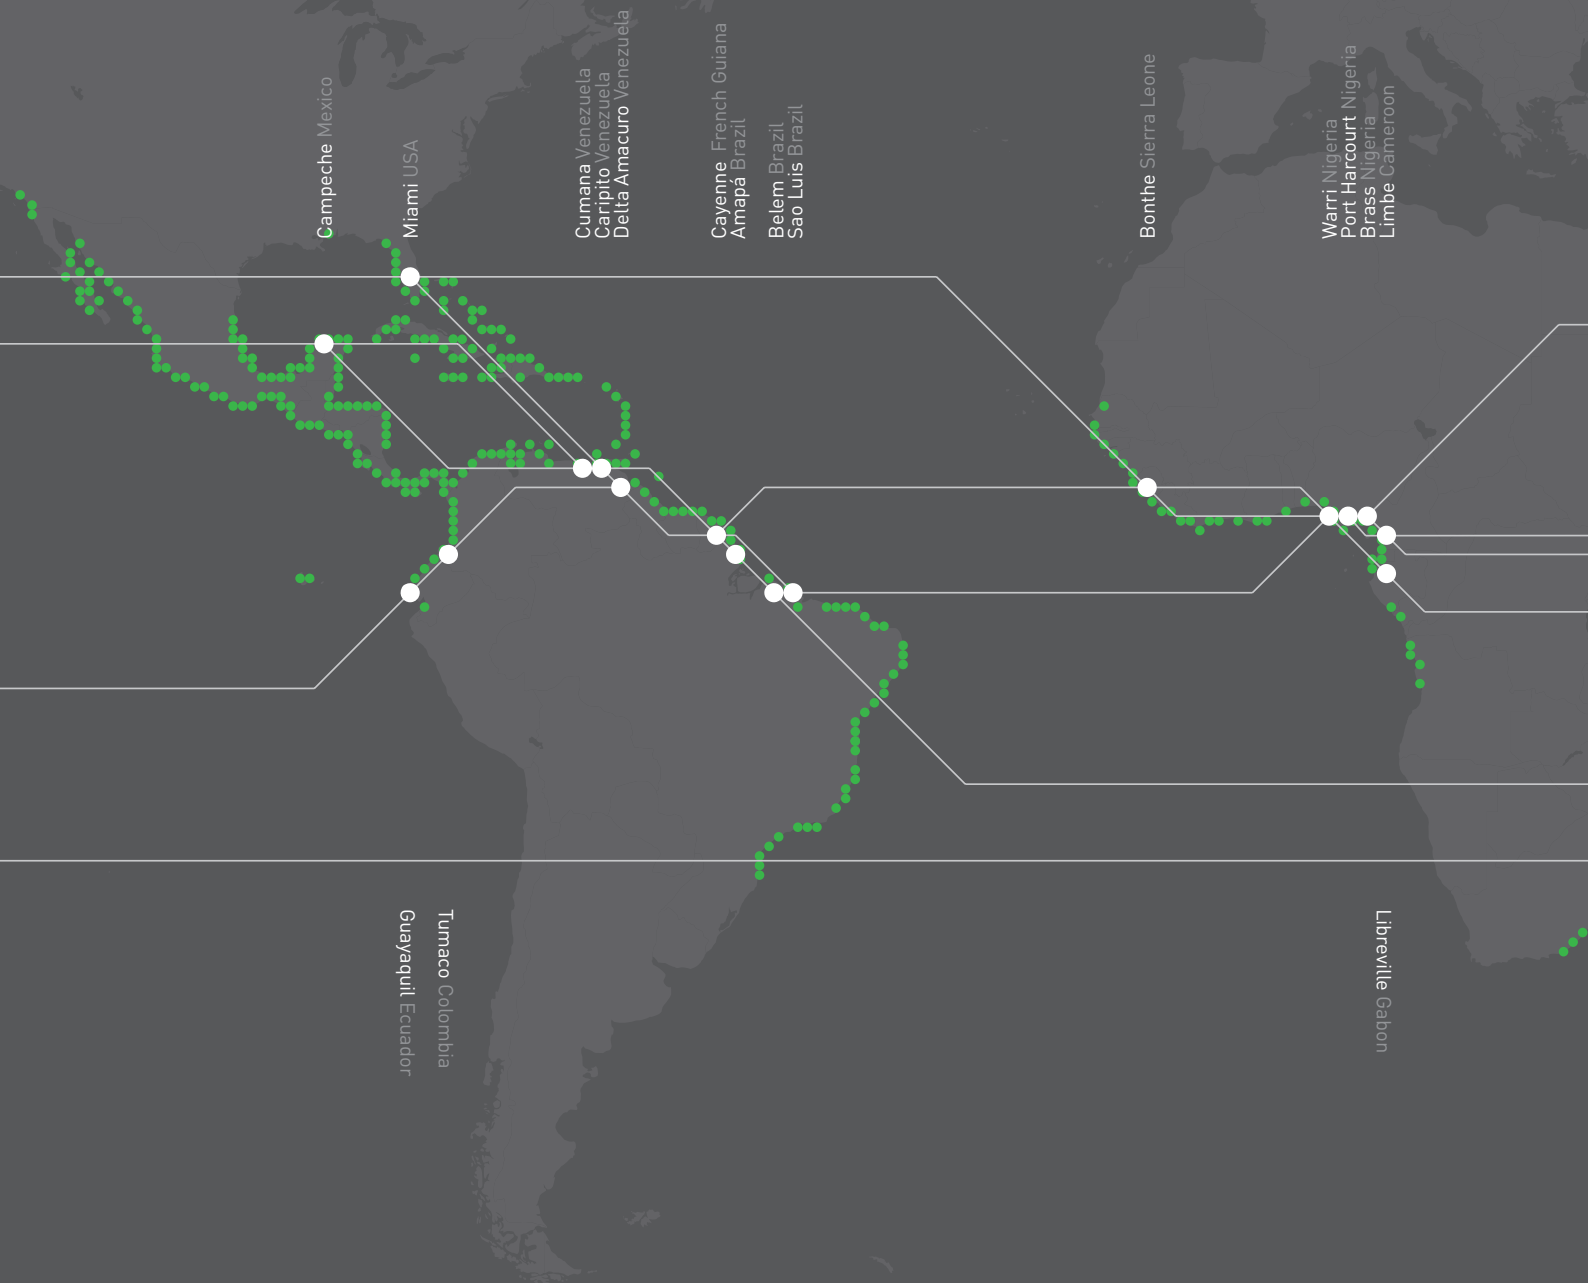 Campeche Mexico
Miami USA
Cumana Venezuela
Caripito Venezuela
Delta Amacuro Venezuela
Cayenne French Guiana
Amapá Brazil
Belem Brazil
Sao Luis Brazil
Bonthe Sierra Leone
Warri Nigeria
Port Harcourt Nigeria
Brass Nigeria
Limbe Cameroon
Guayaquil Ecuador
Tumaco Colombia
Libreville Gabon